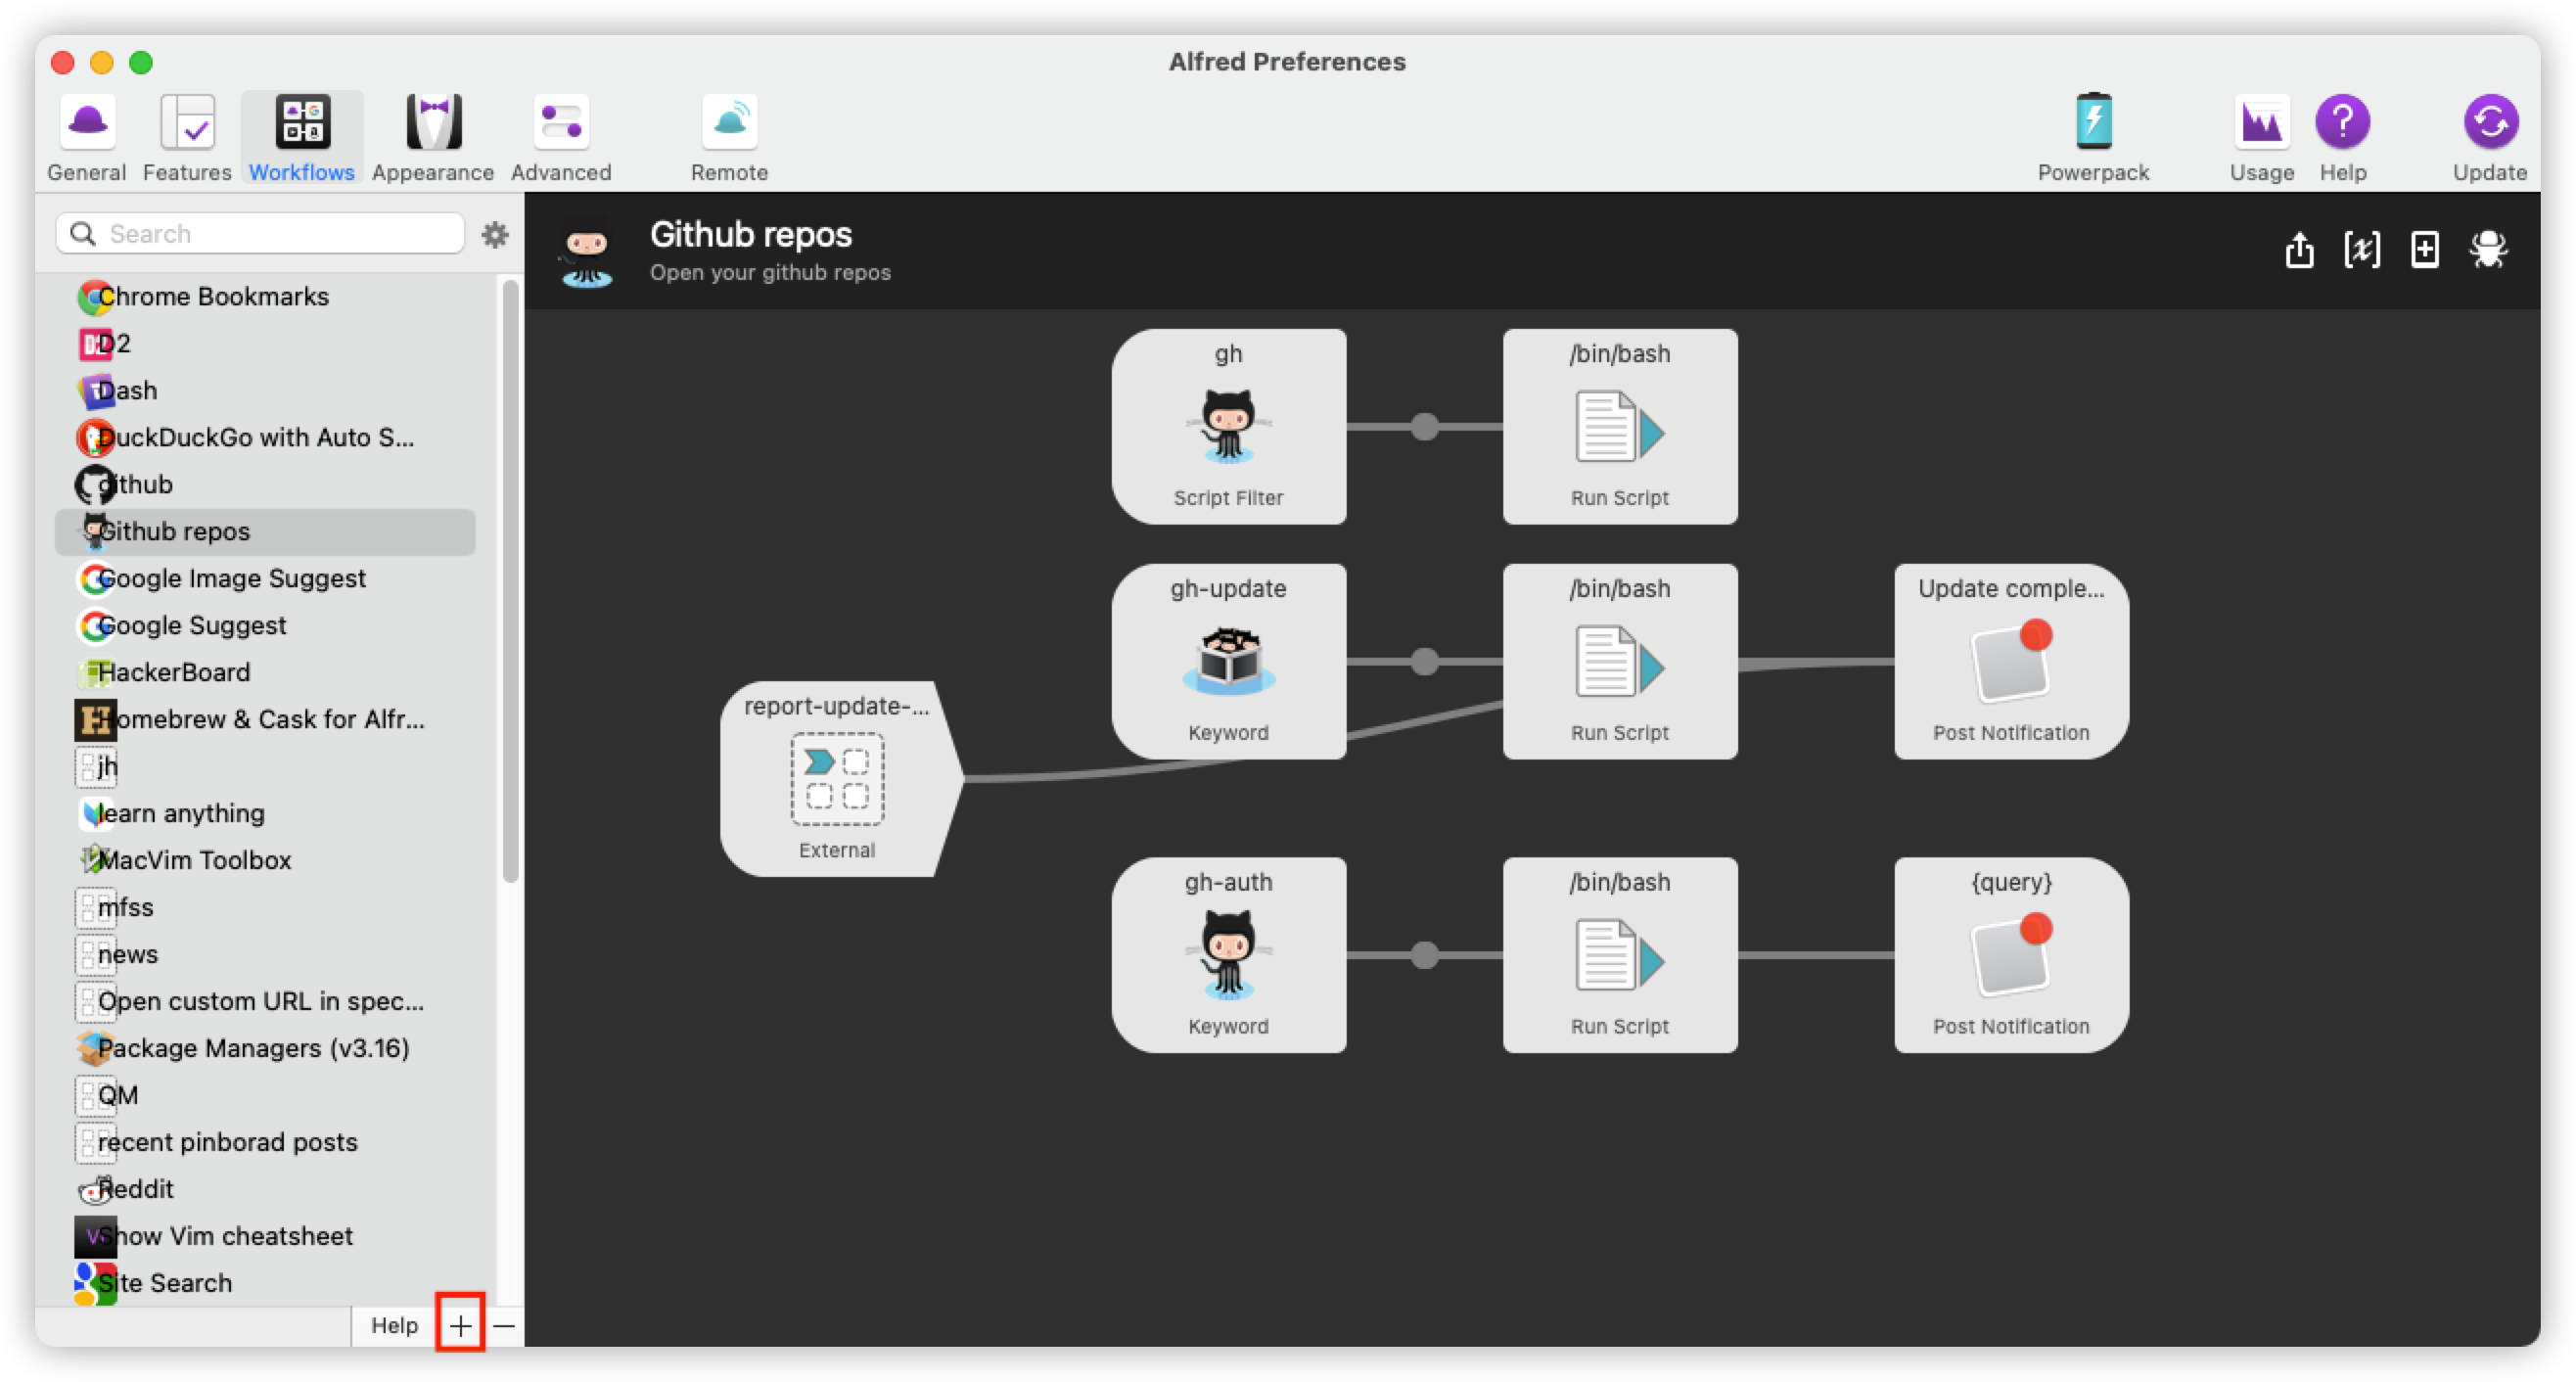 Alfred Preferences
General
Features
Workflows
Appearance
Advanced
Remote
Powerpack
Usage
Help
Update
Search
Chrome Bookmarks
D2
Dash
DuckDuckGo with Auto S...
github
Github repos
Google Image Suggest
Google Suggest
HackerBoard
Homebrew & Cask for Alfr...
jh
learn anything
MacVim Toolbox
mfss
news
Open custom URL in spec...
Package Managers (v3.16)
QM
recent pinborad posts
Reddit
Show Vim cheatsheet
Site Search
Help
Github repos
Open your github repos
gh
Script Filter
/bin/bash
Run Script
gh-update
Keyword
/bin/bash
Run Script
Update comple...
Post Notification
report-update-...
External
gh-auth
Keyword
/bin/bash
Run Script
{query}
Post Notification